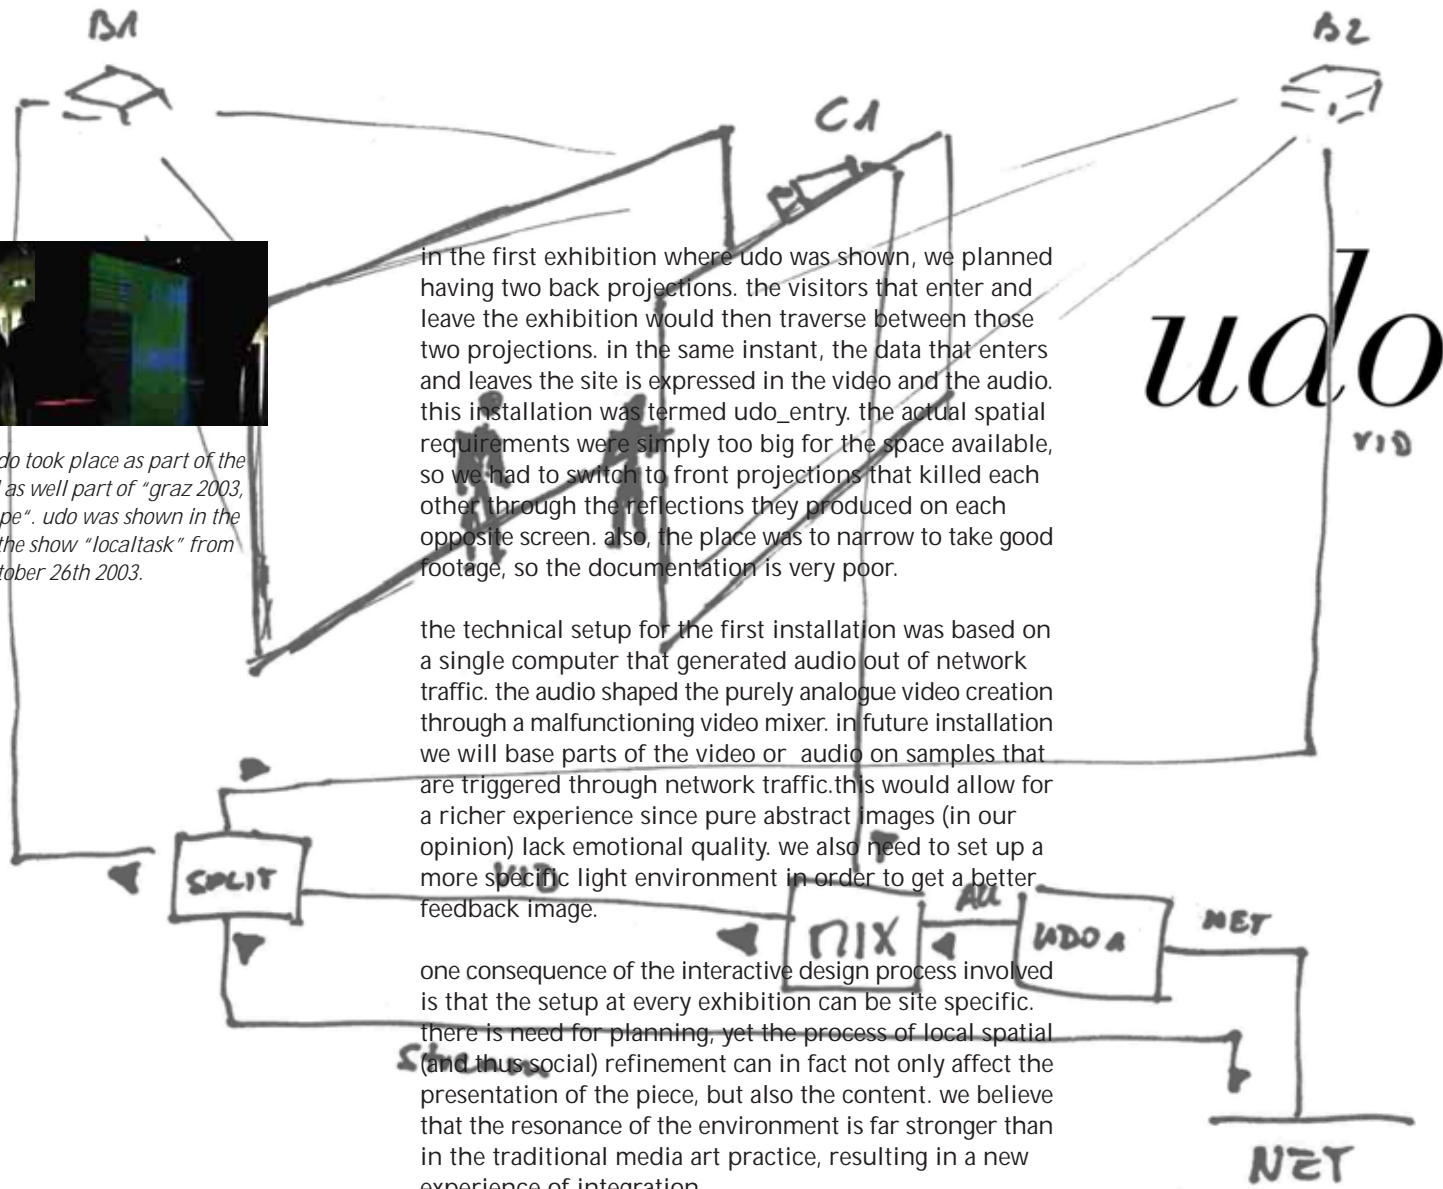 B1
B2
C1
udo
VID
do took place as part of the
as well part of “graz 2003,
pe“. udo was shown in the
the show “localtask” from
tober 26th 2003.
in the first exhibition where udo was shown, we planned
having two back projections. the visitors that enter and
leave the exhibition would then traverse between those
two projections. in the same instant, the data that enters
and leaves the site is expressed in the video and the audio.
this installation was termed udo_entry. the actual spatial
requirements were simply too big for the space available,
so we had to switch to front projections that killed each
other through the reflections they produced on each
opposite screen. also, the place was to narrow to take good
footage, so the documentation is very poor.
the technical setup for the first installation was based on
a single computer that generated audio out of network
traffic. the audio shaped the purely analogue video creation
through a malfunctioning video mixer. in future installation
we will base parts of the video or audio on samples that
are triggered through network traffic.this would allow for
a richer experience since pure abstract images (in our
opinion) lack emotional quality. we also need to set up a
more specific light environment in order to get a better
feedback image.
one consequence of the interactive design process involved
is that the setup at every exhibition can be site specific.
there is need for planning, yet the process of local spatial
(and thus social) refinement can in fact not only affect the
presentation of the piece, but also the content. we believe
that the resonance of the environment is far stronger than
in the traditional media art practice, resulting in a new
experience of integration
SPLIT
VID
MIX
AU
UDO 1
NET
Stream
NET